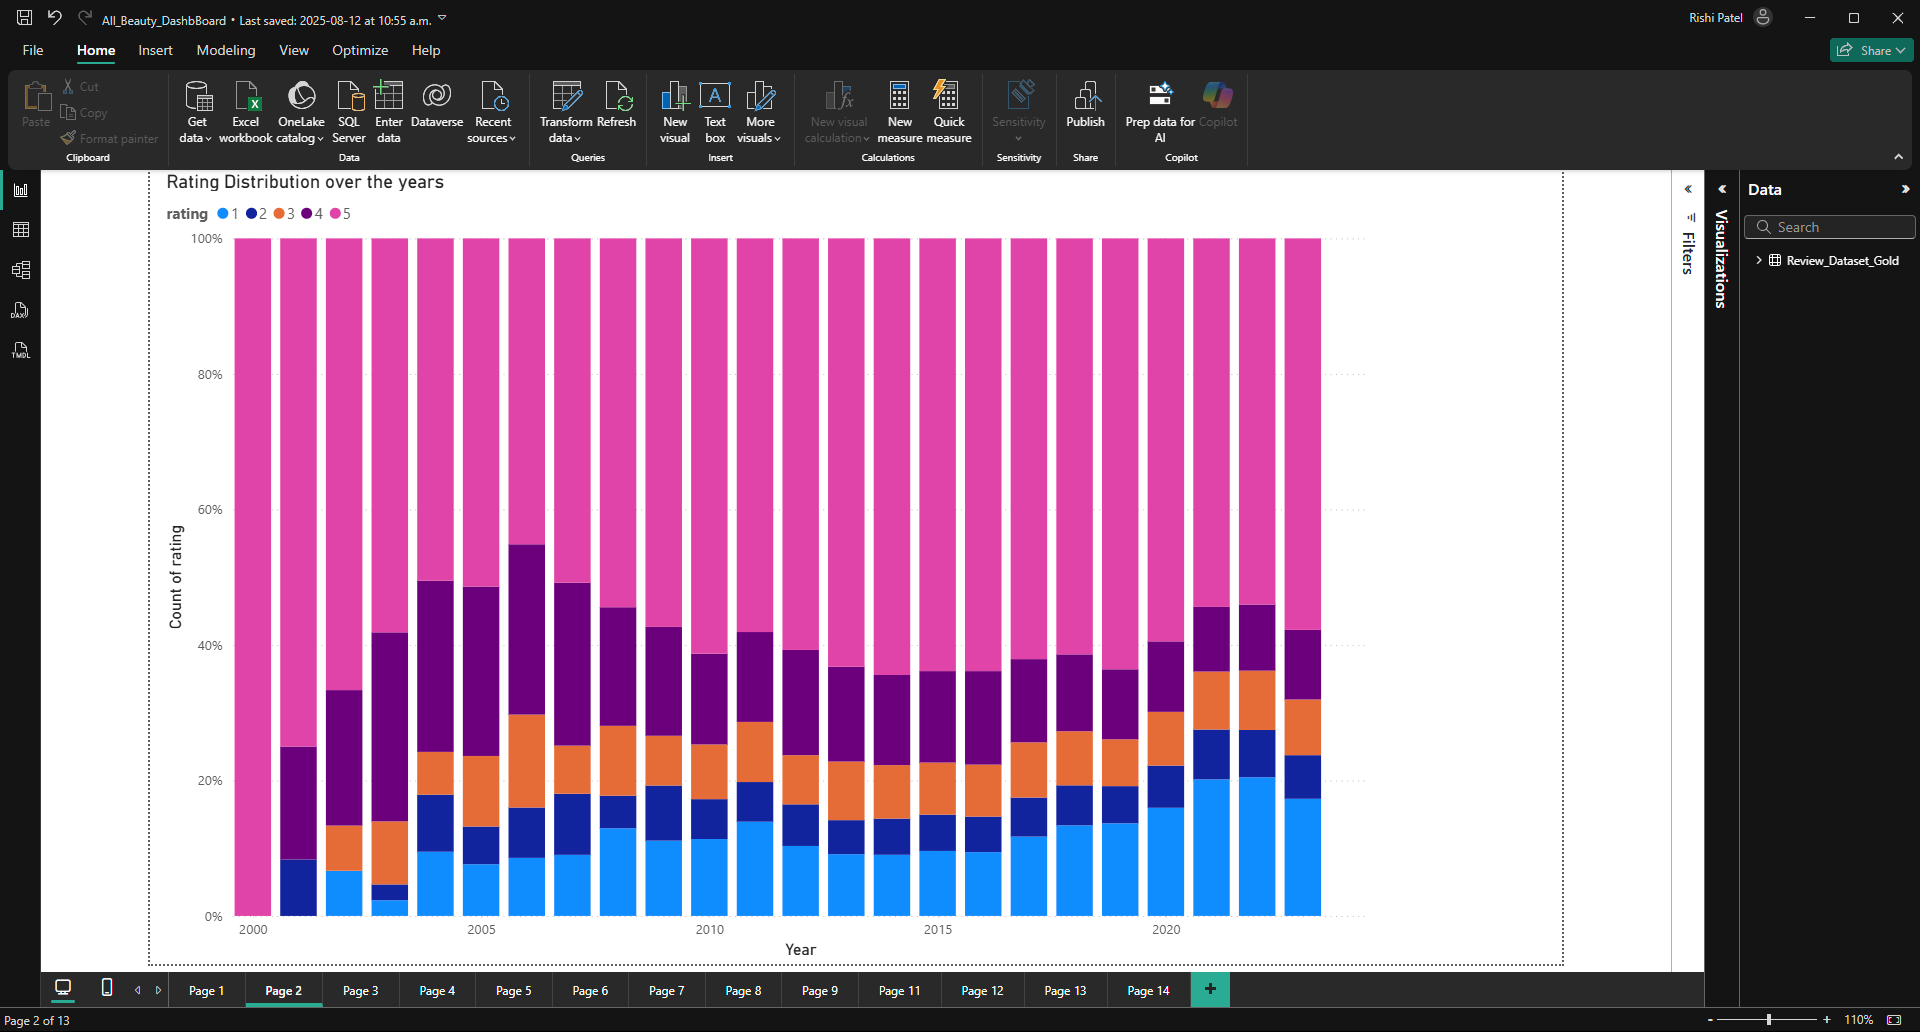 All_Beauty_DashbBoard • Last saved: 2025-08-12 at 10:55 a.m.
Rishi Patel
File Home Insert Modeling View Optimize Help
Share
Paste
Cut
Copy
Format painter
Clipboard
Get data
Excel workbook
OneLake catalog
SQL Server
Enter data
Dataverse
Recent sources
Data
Transform data
Refresh
Queries
New visual
Text box
More visuals
Insert
New visual calculation
New measure
Quick measure
Calculations
Sensitivity
Sensitivity
Publish
Share
Prep data for AI
Copilot
Copilot
DAX
TMDL
Rating Distribution over the years
rating 1 2 3 4 5
100%
80%
60%
40%
20%
0%
Count of rating
2000 2005 2010 2015 2020
Year
Filters
Visualizations
Data
Search
Review_Dataset_Gold
Page 1 Page 2 Page 3 Page 4 Page 5 Page 6 Page 7 Page 8 Page 9 Page 11 Page 12 Page 13 Page 14 +
Page 2 of 13
- + 110%